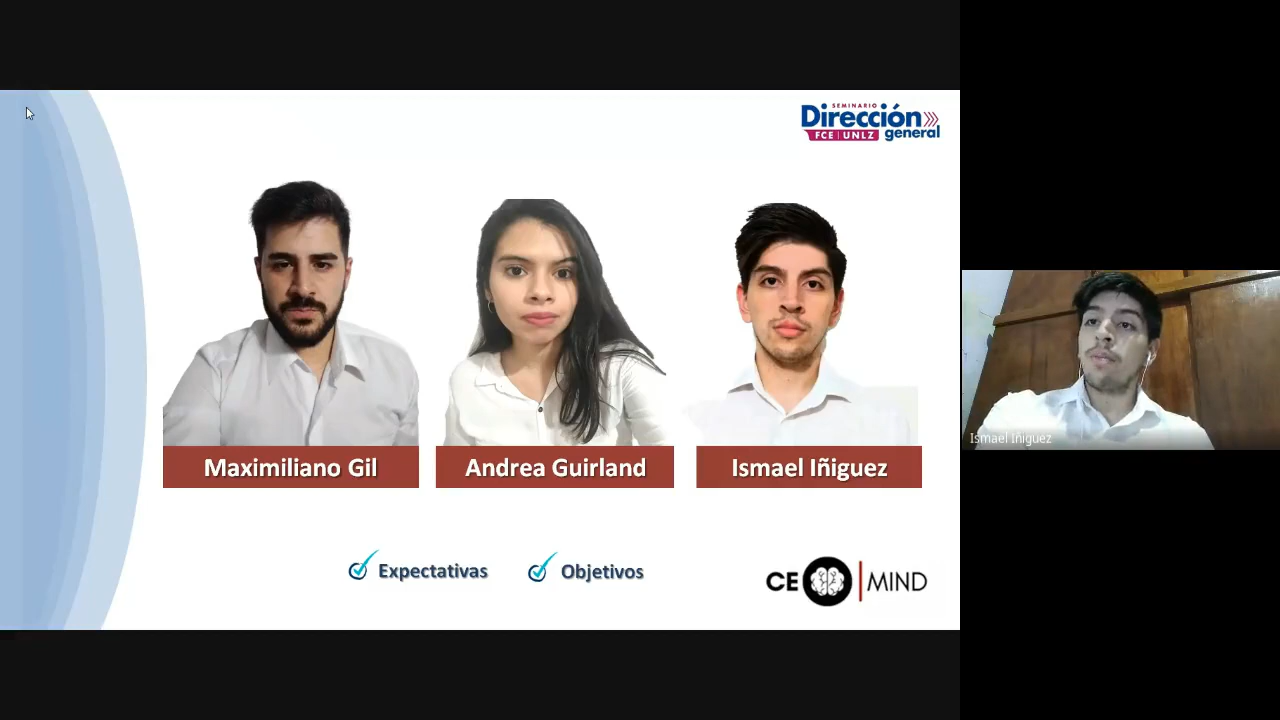 SEMINARIO
Dirección
FCE | UNLZ general
Maximiliano Gil
Andrea Guirland
Ismael Iñiguez
Expectativas
Objetivos
CE MIND
Ismael Iñiguez